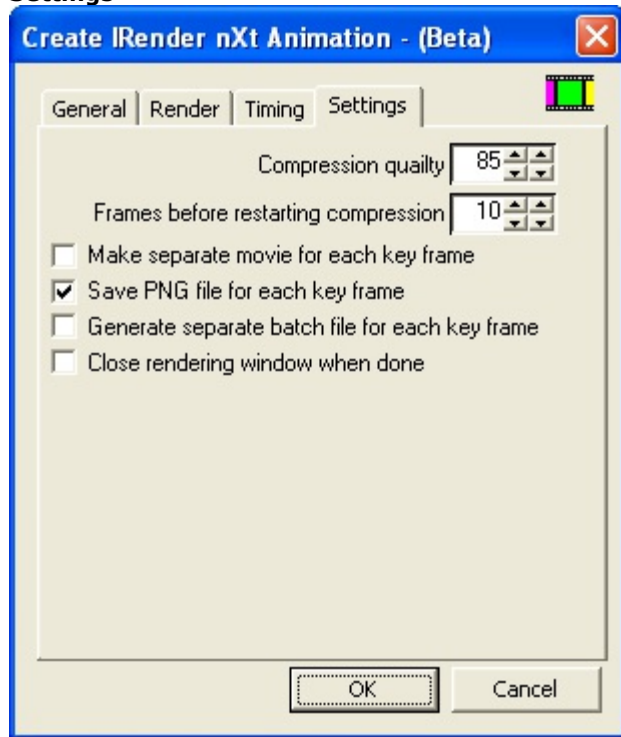 Settings
Create IRender nXt Animation - (Beta)
General Render Timing Settings
Compression quailty 85
Frames before restarting compression 10
Make separate movie for each key frame
Save PNG file for each key frame
Generate separate batch file for each key frame
Close rendering window when done
OK Cancel